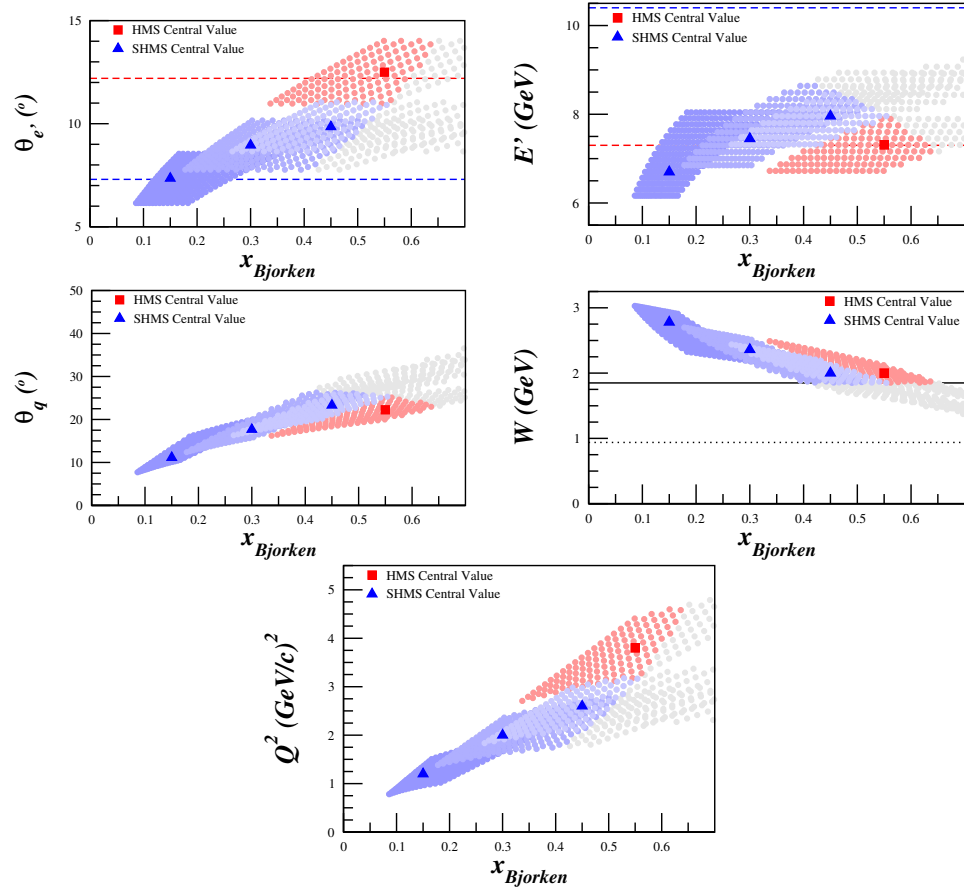 15
10
5
θe' (o)
HMS Central Value
SHMS Central Value
0 0.1 0.2 0.3 0.4 0.5 0.6
xBjorken
10
8
6
E' (GeV)
HMS Central Value
SHMS Central Value
0 0.1 0.2 0.3 0.4 0.5 0.6
xBjorken
50
40
30
20
10
0
θq (o)
HMS Central Value
SHMS Central Value
0 0.1 0.2 0.3 0.4 0.5 0.6
xBjorken
3
2
1
0
W (GeV)
HMS Central Value
SHMS Central Value
0 0.1 0.2 0.3 0.4 0.5 0.6
xBjorken
5
4
3
2
1
0
Q2 (GeV/c)2
HMS Central Value
SHMS Central Value
0 0.1 0.2 0.3 0.4 0.5 0.6
xBjorken